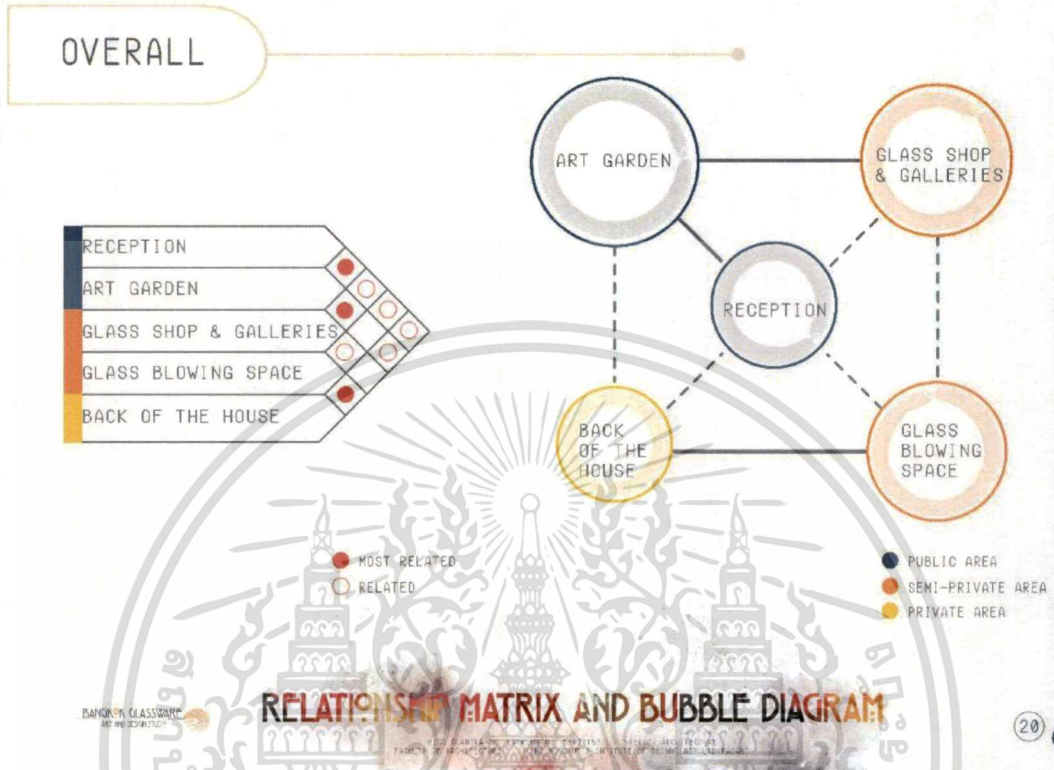 OVERALL
ART GARDEN
GLASS SHOP
& GALLERIES
RECEPTION
BACK
OF THE
HOUSE
GLASS
BLOWING
SPACE
RECEPTION
ART GARDEN
GLASS SHOP & GALLERIES
GLASS BLOWING SPACE
BACK OF THE HOUSE
MOST RELATED
RELATED
PUBLIC AREA
SEMI-PRIVATE AREA
PRIVATE AREA
BANGKOK GLASSWARE
RELATIONSHIP MATRIX AND BUBBLE DIAGRAM
20